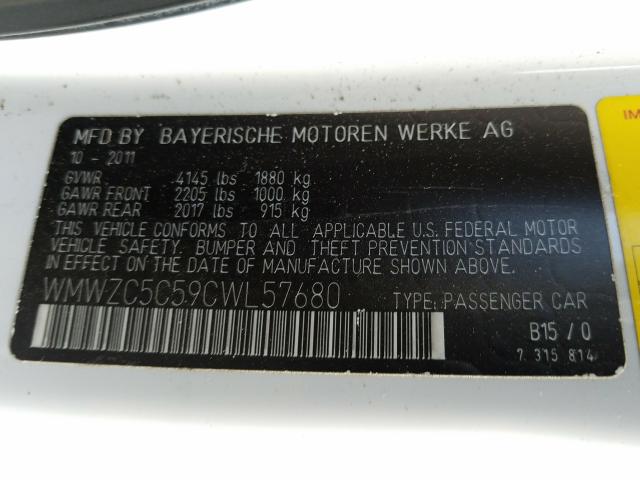 MFD BY BAYERISCHE MOTOREN WERKE AG
10 - 2011
GVWR 4145 lbs 1880 kg
GAWR FRONT 2205 lbs 1000 kg
GAWR REAR 2017 lbs 915 kg
THIS VEHICLE CONFORMS TO ALL APPLICABLE U.S. FEDERAL MOTOR
VEHICLE SAFETY, BUMPER AND THEFT PREVENTION STANDARDS
IN EFFECT ON THE DATE OF MANUFACTURE SHOWN ABOVE.
WMWZC5C59CWL57680 TYPE: PASSENGER CAR
B15 / 0
7 315 814
IM